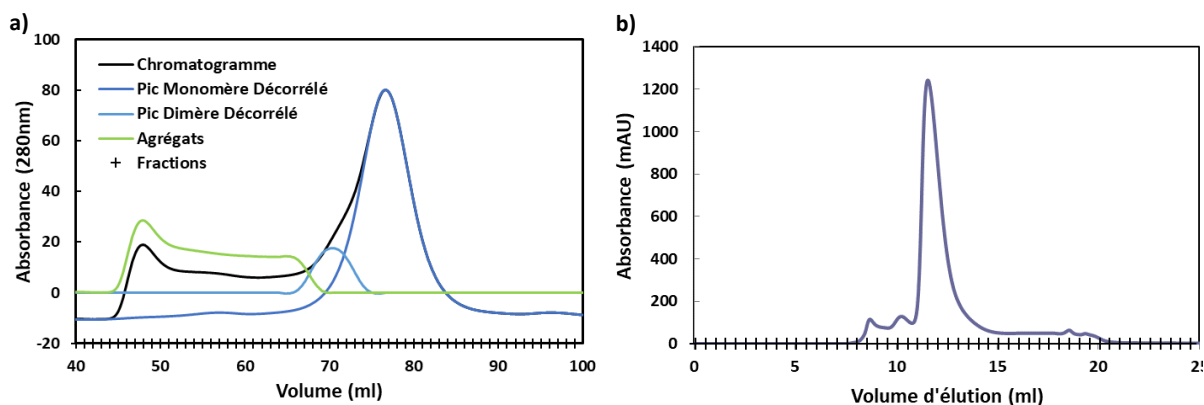 a)
100
80
60
40
20
0
-20
Absorbance (280nm)
Chromatogramme
Pic Monomère Décorrélé
Pic Dimère Décorrélé
Agrégats
Fractions
40 50 60 70 80 90 100
Volume (ml)
b)
1400
1200
1000
800
600
400
200
0
Absorbance (mAU)
0 5 10 15 20 25
Volume d'élution (ml)